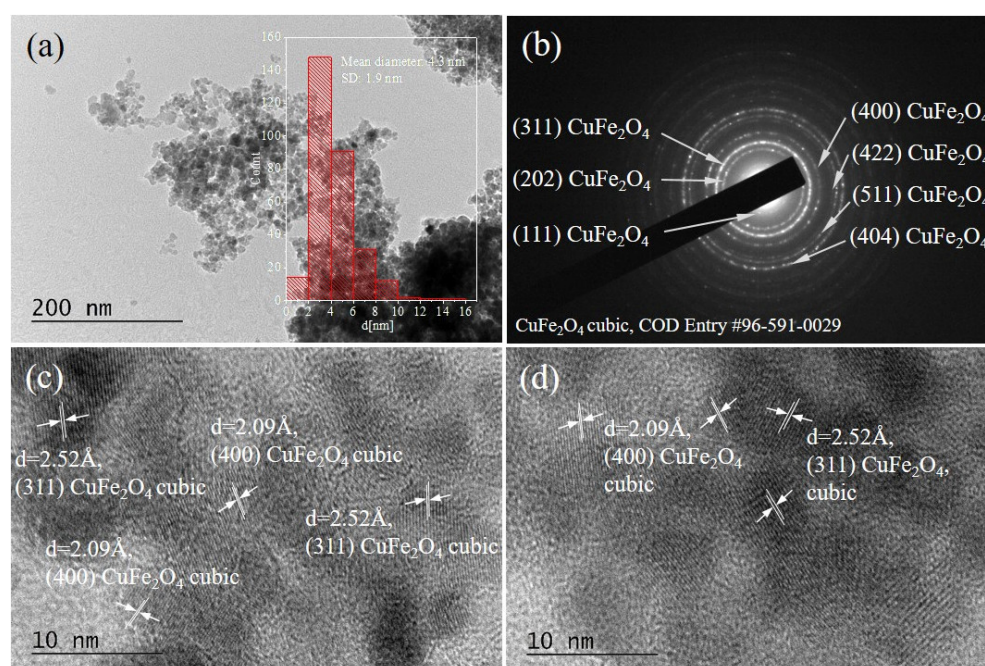 (a)
160
140
120
100
80
60
40
20
0
Count
Mean diameter: 4.3 nm
SD: 1.9 nm
0 2 4 6 8 10 12 14 16
d[nm]
200 nm
(b)
(311) CuFe₂O₄
(202) CuFe₂O₄
(111) CuFe₂O₄
(400) CuFe₂O₄
(422) CuFe₂O₄
(511) CuFe₂O₄
(404) CuFe₂O₄
CuFe₂O₄ cubic, COD Entry #96-591-0029
(c)
d=2.52Å,
(311) CuFe₂O₄ cubic
d=2.09Å,
(400) CuFe₂O₄ cubic
d=2.52Å,
(311) CuFe₂O₄ cubic
d=2.09Å,
(400) CuFe₂O₄ cubic
10 nm
(d)
d=2.09Å,
(400) CuFe₂O₄
cubic
d=2.52Å,
(311) CuFe₂O₄,
cubic
10 nm